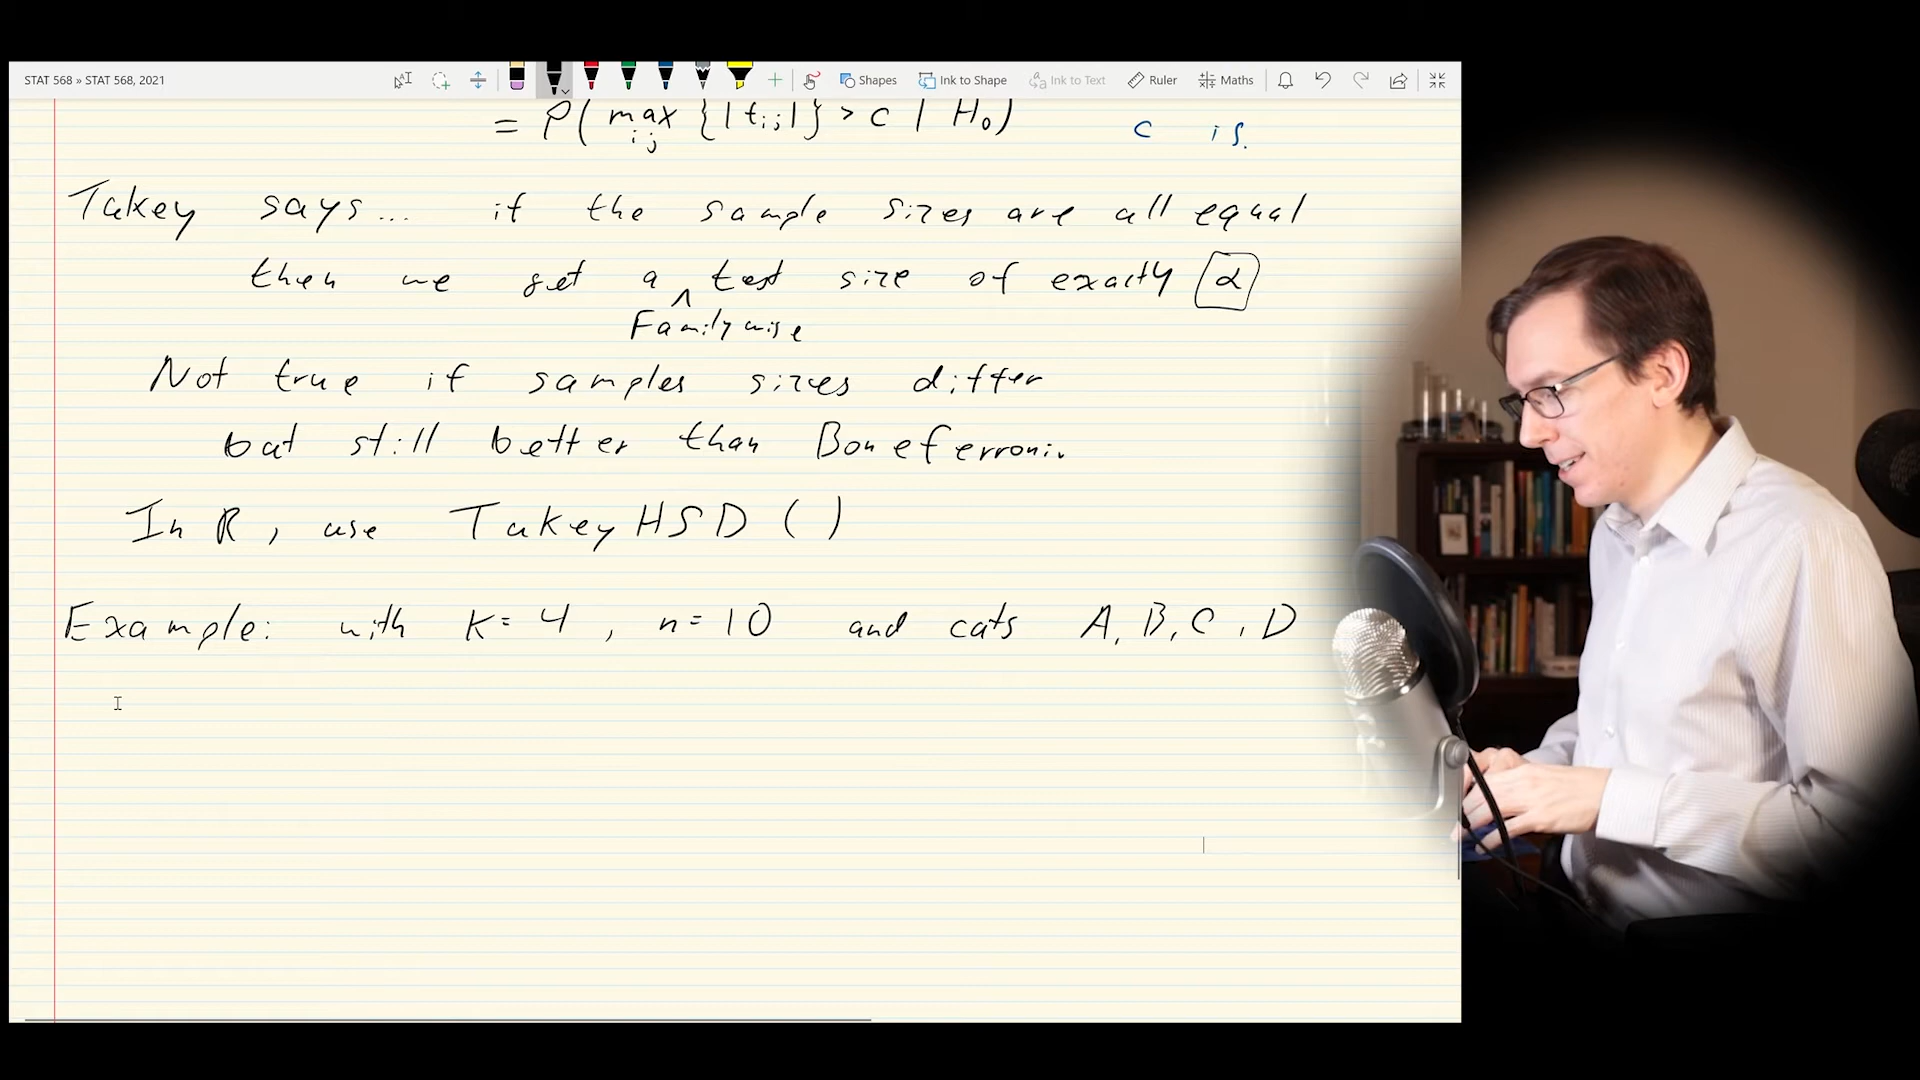 STAT 568 » STAT 568, 2021
Shapes Ink to Shape Ink to Text Ruler Maths
= P( max {|tij|} > c | H0)
ij
c is.
Tukey says... if the sample sizes are all equal
then we get a ^ test size of exactly α
Familywise
Not true if samples sizes differ
but still better than Boneferroni.
In R, use TukeyHSD ( )
Example: with k=4, n=10 and cats A, B, C, D